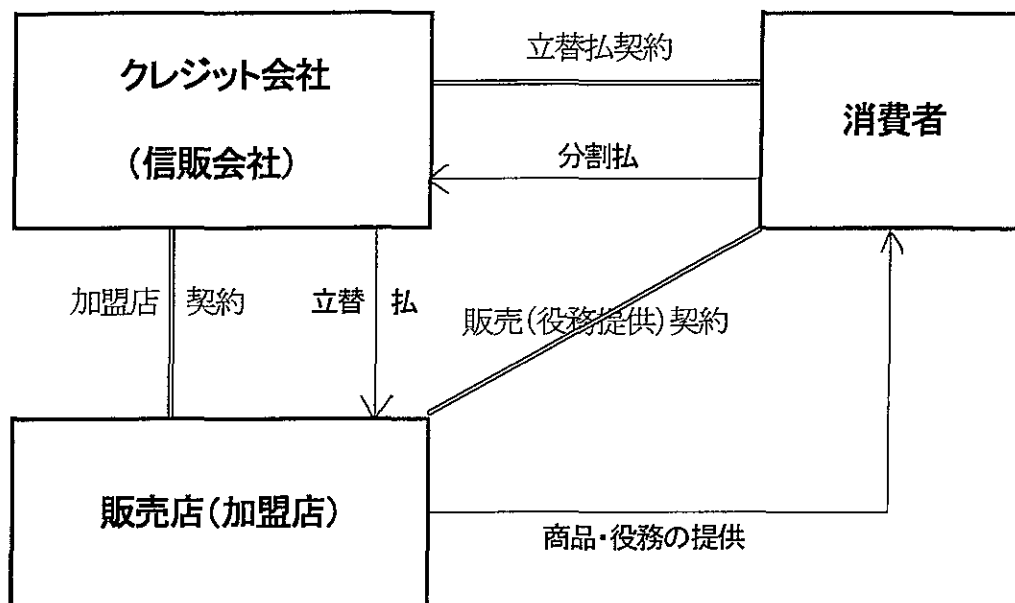 クレジット会社
(信販会社)
立替払契約
消費者
分割払
加盟店 契約
立替 払
販売(役務提供)契約
販売店(加盟店)
商品・役務の提供